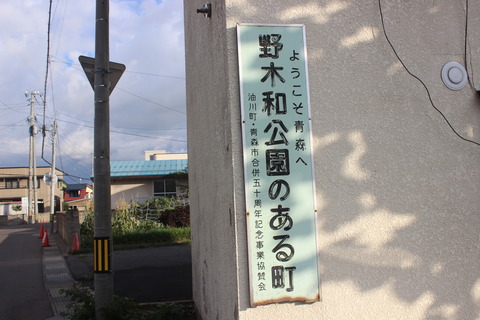 ようこそ青森へ
野木和公園のある町
油川町・青森市合併五十周年記念事業協賛会